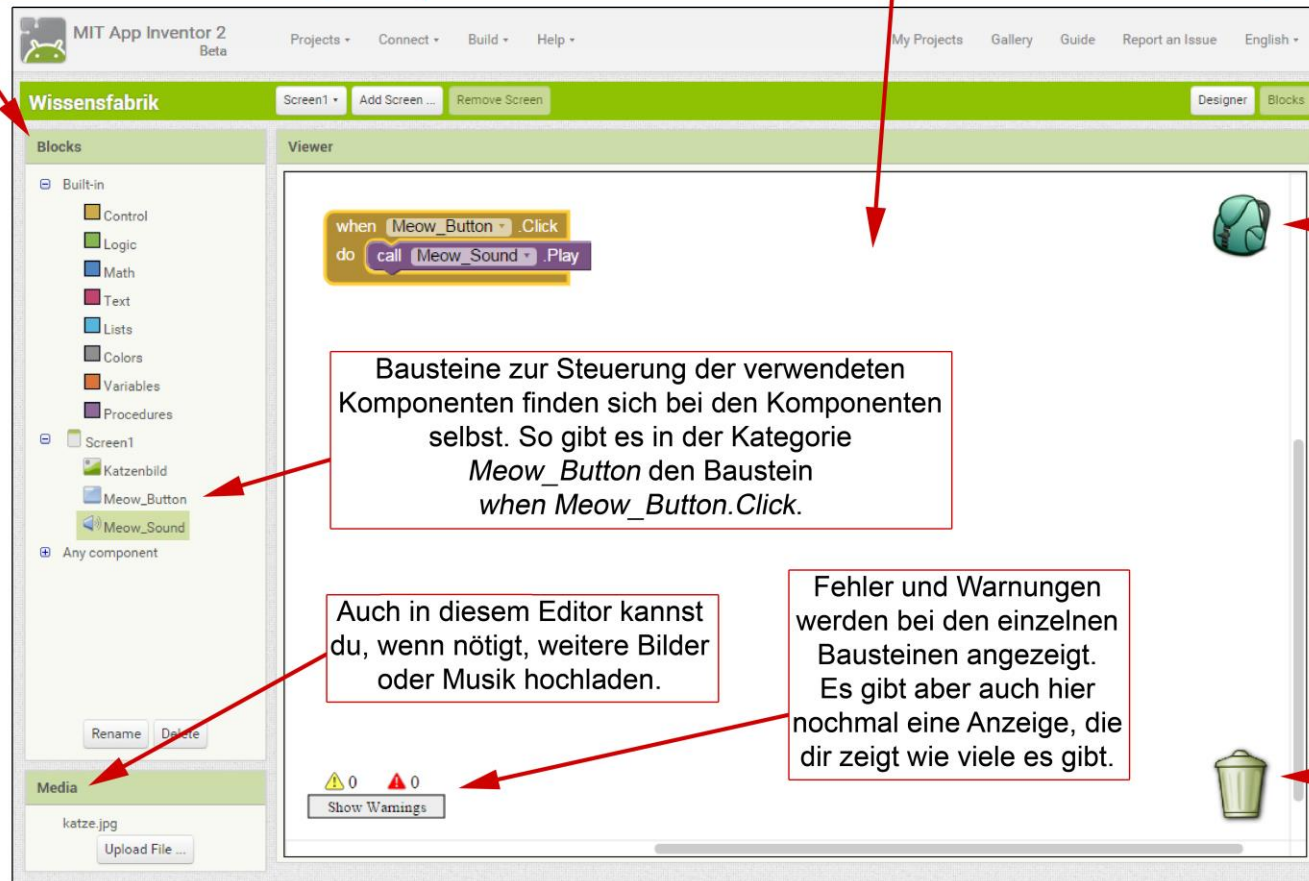 MIT App Inventor 2
Beta
Projects Connect Build Help
My Projects Gallery Guide Report an Issue English
Wissensfabrik
Screen1 Add Screen ... Remove Screen
Designer Blocks
Blocks
Viewer
Built-in
Control
Logic
Math
Text
Lists
Colors
Variables
Procedures
Screen1
Katzenbild
Meow_Button
Meow_Sound
Any component
Rename Delete
Media
katze.jpg
Upload File ...
when Meow_Button .Click
do call Meow_Sound .Play
Bausteine zur Steuerung der verwendeten
Komponenten finden sich bei den Komponenten
selbst. So gibt es in der Kategorie
Meow_Button den Baustein
when Meow_Button.Click.
Auch in diesem Editor kannst
du, wenn nötigt, weitere Bilder
oder Musik hochladen.
Fehler und Warnungen
werden bei den einzelnen
Bausteinen angezeigt.
Es gibt aber auch hier
nochmal eine Anzeige, die
dir zeigt wie viele es gibt.
0 0
Show Warnings